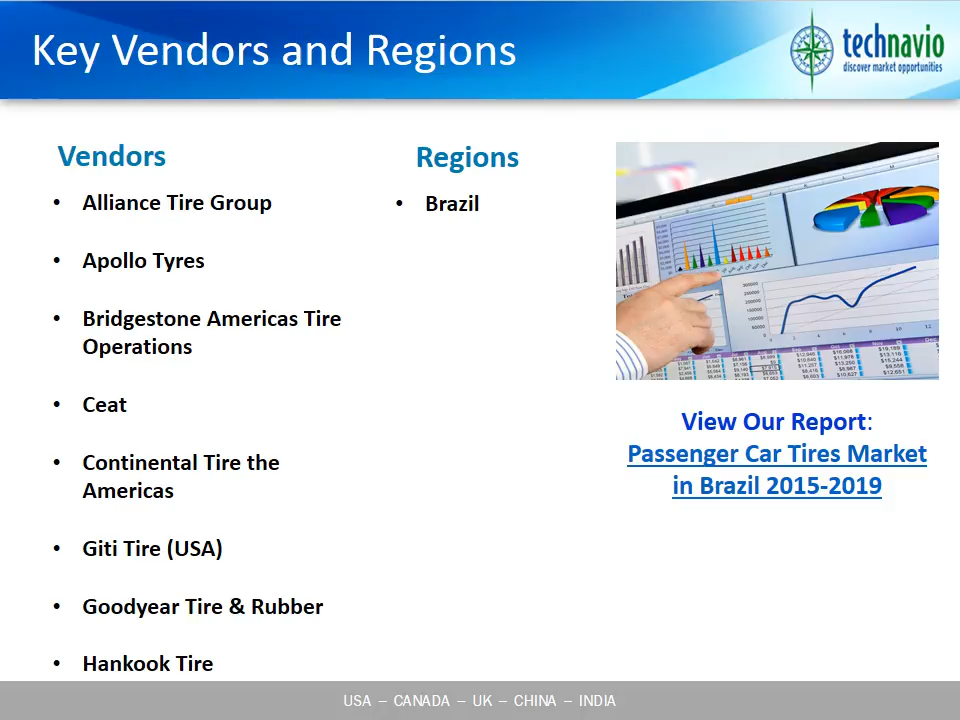 Key Vendors and Regions
technavio
discover market opportunities
Vendors
• Alliance Tire Group
• Apollo Tyres
• Bridgestone Americas Tire
Operations
• Ceat
• Continental Tire the
Americas
• Giti Tire (USA)
• Goodyear Tire & Rubber
• Hankook Tire
Regions
• Brazil
View Our Report:
Passenger Car Tires Market
in Brazil 2015-2019
USA – CANADA – UK – CHINA – INDIA